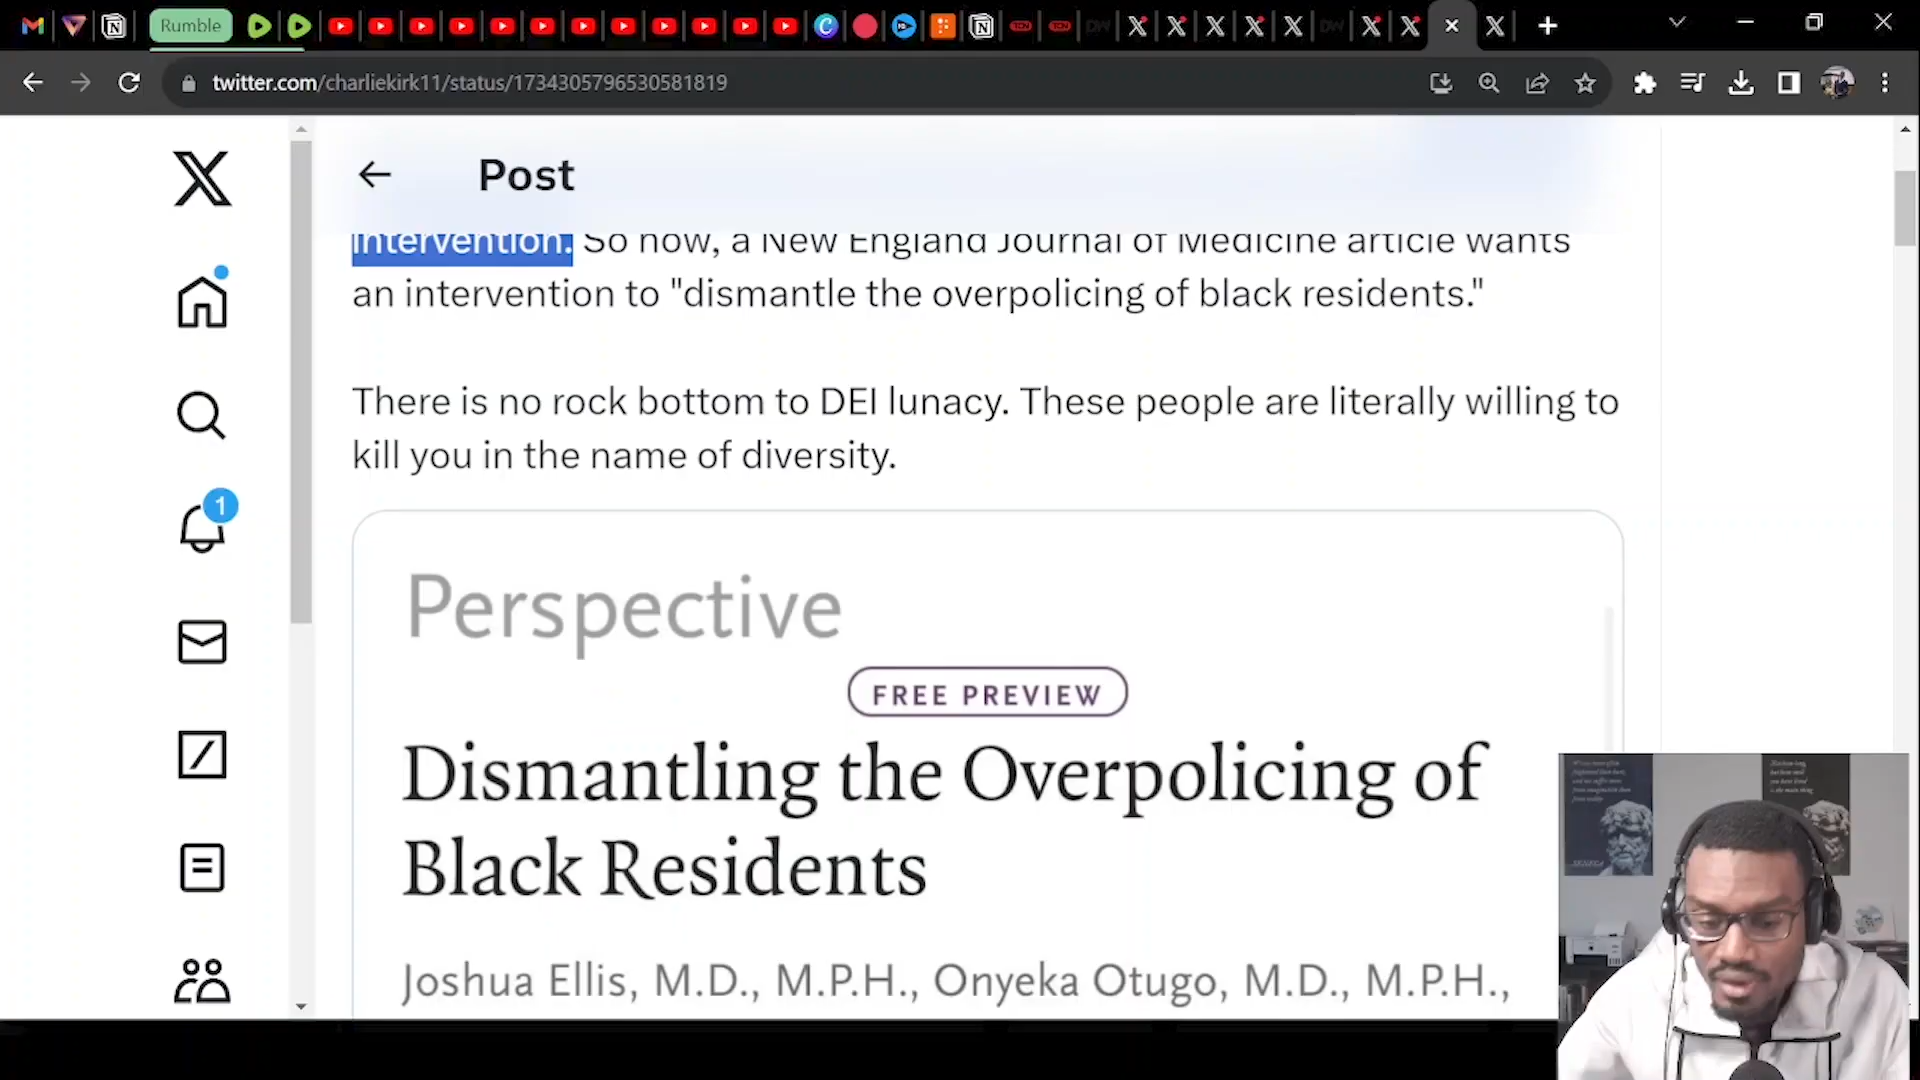 Rumble
twitter.com/charliekirk11/status/1734305796530581819
Post
intervention. So now, a New England Journal of Medicine article wants
an intervention to "dismantle the overpolicing of black residents."
There is no rock bottom to DEI lunacy. These people are literally willing to
kill you in the name of diversity.
1
Perspective
FREE PREVIEW
Dismantling the Overpolicing of
Black Residents
Joshua Ellis, M.D., M.P.H., Onyeka Otugo, M.D., M.P.H.,
SENECA